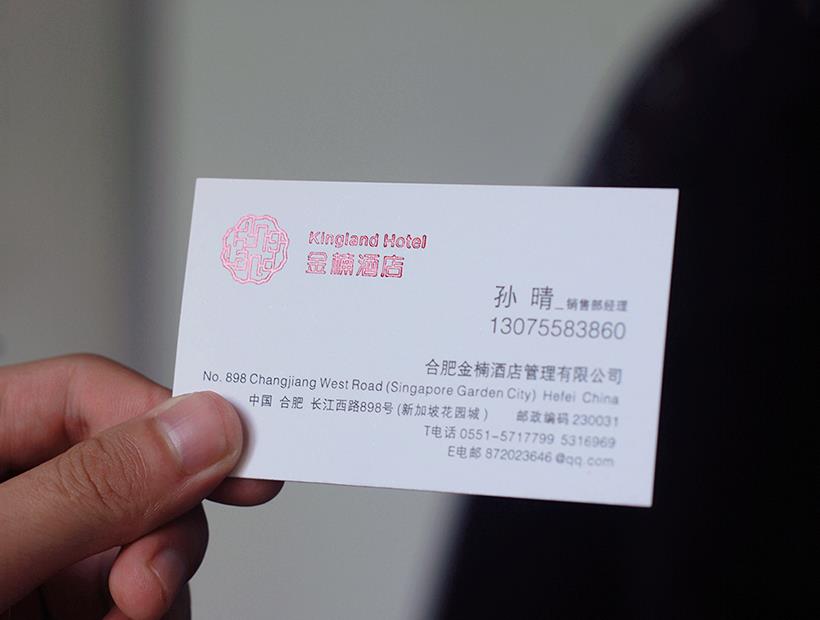 Kingland Hotel
金楠酒店
孙 晴_销售部经理
13075583860
合肥金楠酒店管理有限公司
No. 898 Changjiang West Road (Singapore Garden City) Hefei China
中国 合肥 长江西路898号 (新加坡花园城) 邮政编码 230031
T电话 0551-5717799 5316969
E电邮 872023646@qq.com